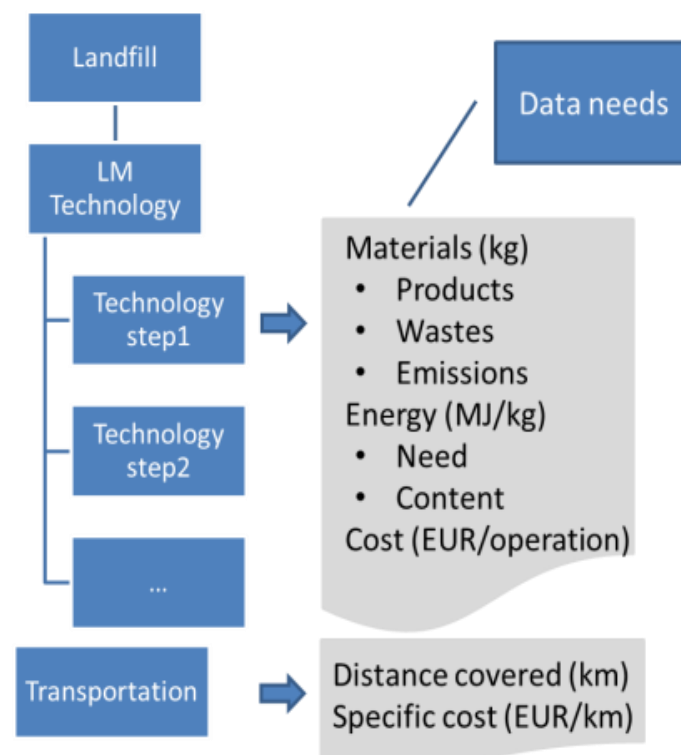 Landfill
Data needs
LM
Technology
Technology
step1
Materials (kg)
• Products
• Wastes
• Emissions
Energy (MJ/kg)
• Need
• Content
Cost (EUR/operation)
Technology
step2
...
Transportation
Distance covered (km)
Specific cost (EUR/km)